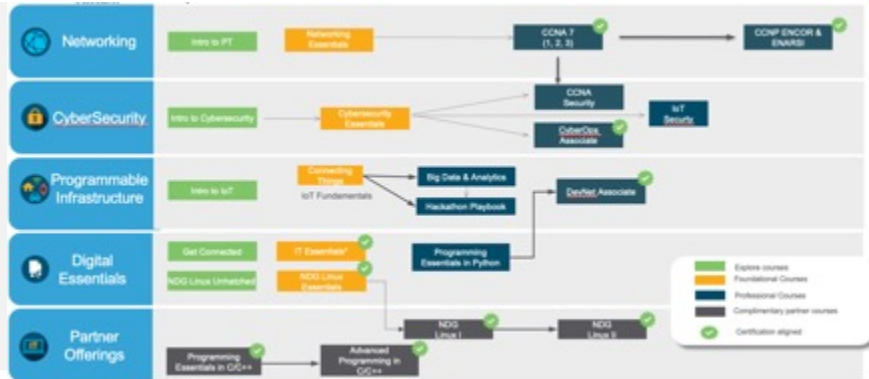 Networking
Intro to PT
Networking
Essentials
CCNA 7
(1, 2, 3)
CCNP ENCOR &
ENARSI
CyberSecurity
Intro to Cybersecurity
Cybersecurity
Essentials
CCNA
Security
IoT
Security
CyberOps
Associate
Programmable
Infrastructure
Intro to IoT
Connecting
Things
IoT Fundamentals
Big Data & Analytics
Hackathon Playbook
DevNet Associate
Digital
Essentials
Get Connected
IT Essentials*
NDG Linux Unhatched
NDG Linux
Essentials
Programming
Essentials in Python
Explore courses
Foundational Courses
Professional Courses
Complimentary partner courses
Certification aligned
Partner
Offerings
Programming
Essentials in C/C++
Advanced
Programming in
C/C++
NDG
Linux I
NDG
Linux II